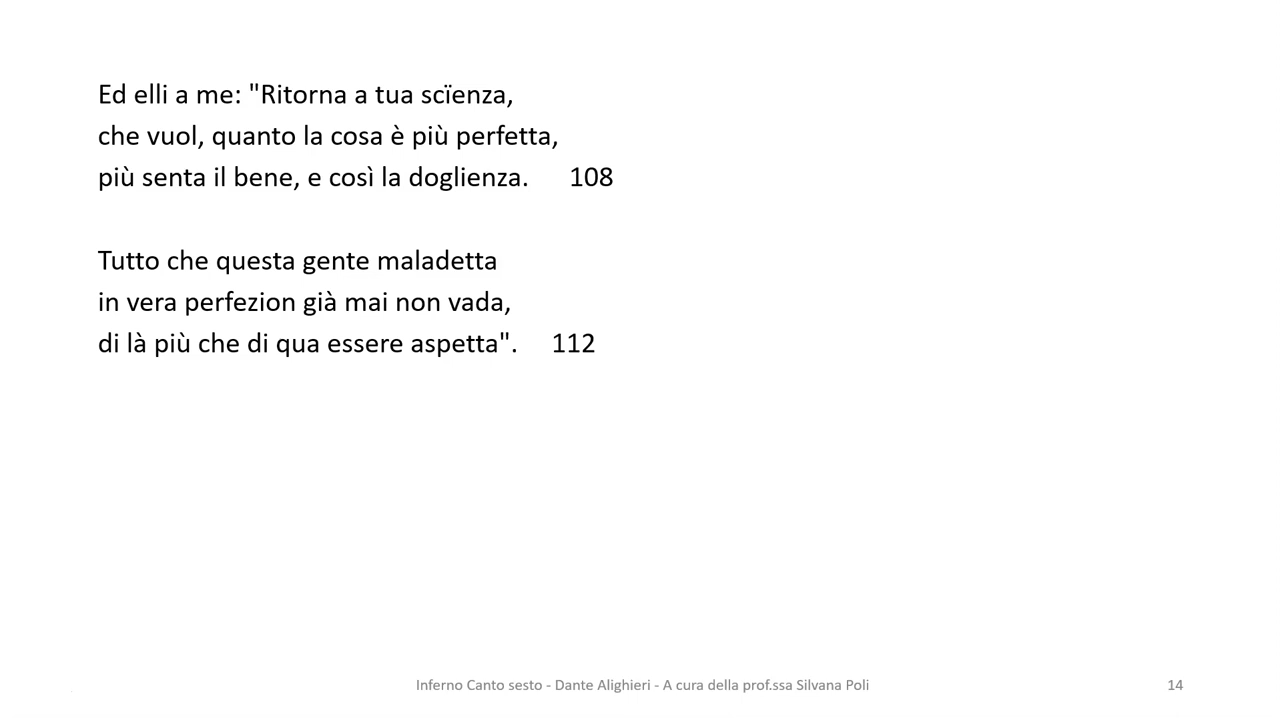 Ed elli a me: "Ritorna a tua scïenza,
che vuol, quanto la cosa è più perfetta,
più senta il bene, e così la doglienza. 108
Tutto che questa gente maladetta
in vera perfezion già mai non vada,
di là più che di qua essere aspetta". 112
Inferno Canto sesto - Dante Alighieri - A cura della prof.ssa Silvana Poli
14